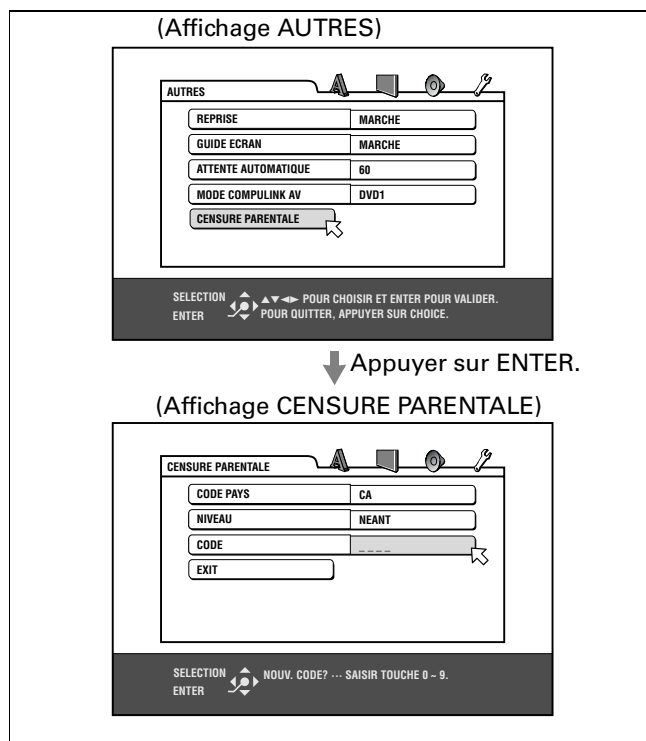 (Affichage AUTRES)
AUTRES
REPRISE MARCHE
GUIDE ECRAN MARCHE
ATTENTE AUTOMATIQUE 60
MODE COMPULINK AV DVD1
CENSURE PARENTALE
SELECTION ▲▼◄► POUR CHOISIR ET ENTER POUR VALIDER.
ENTER POUR QUITTER, APPUYER SUR CHOICE.
Appuyer sur ENTER.
(Affichage CENSURE PARENTALE)
CENSURE PARENTALE
CODE PAYS CA
NIVEAU NEANT
CODE _ _ _ _
EXIT
SELECTION NOUV. CODE? ··· SAISIR TOUCHE 0 ~ 9.
ENTER